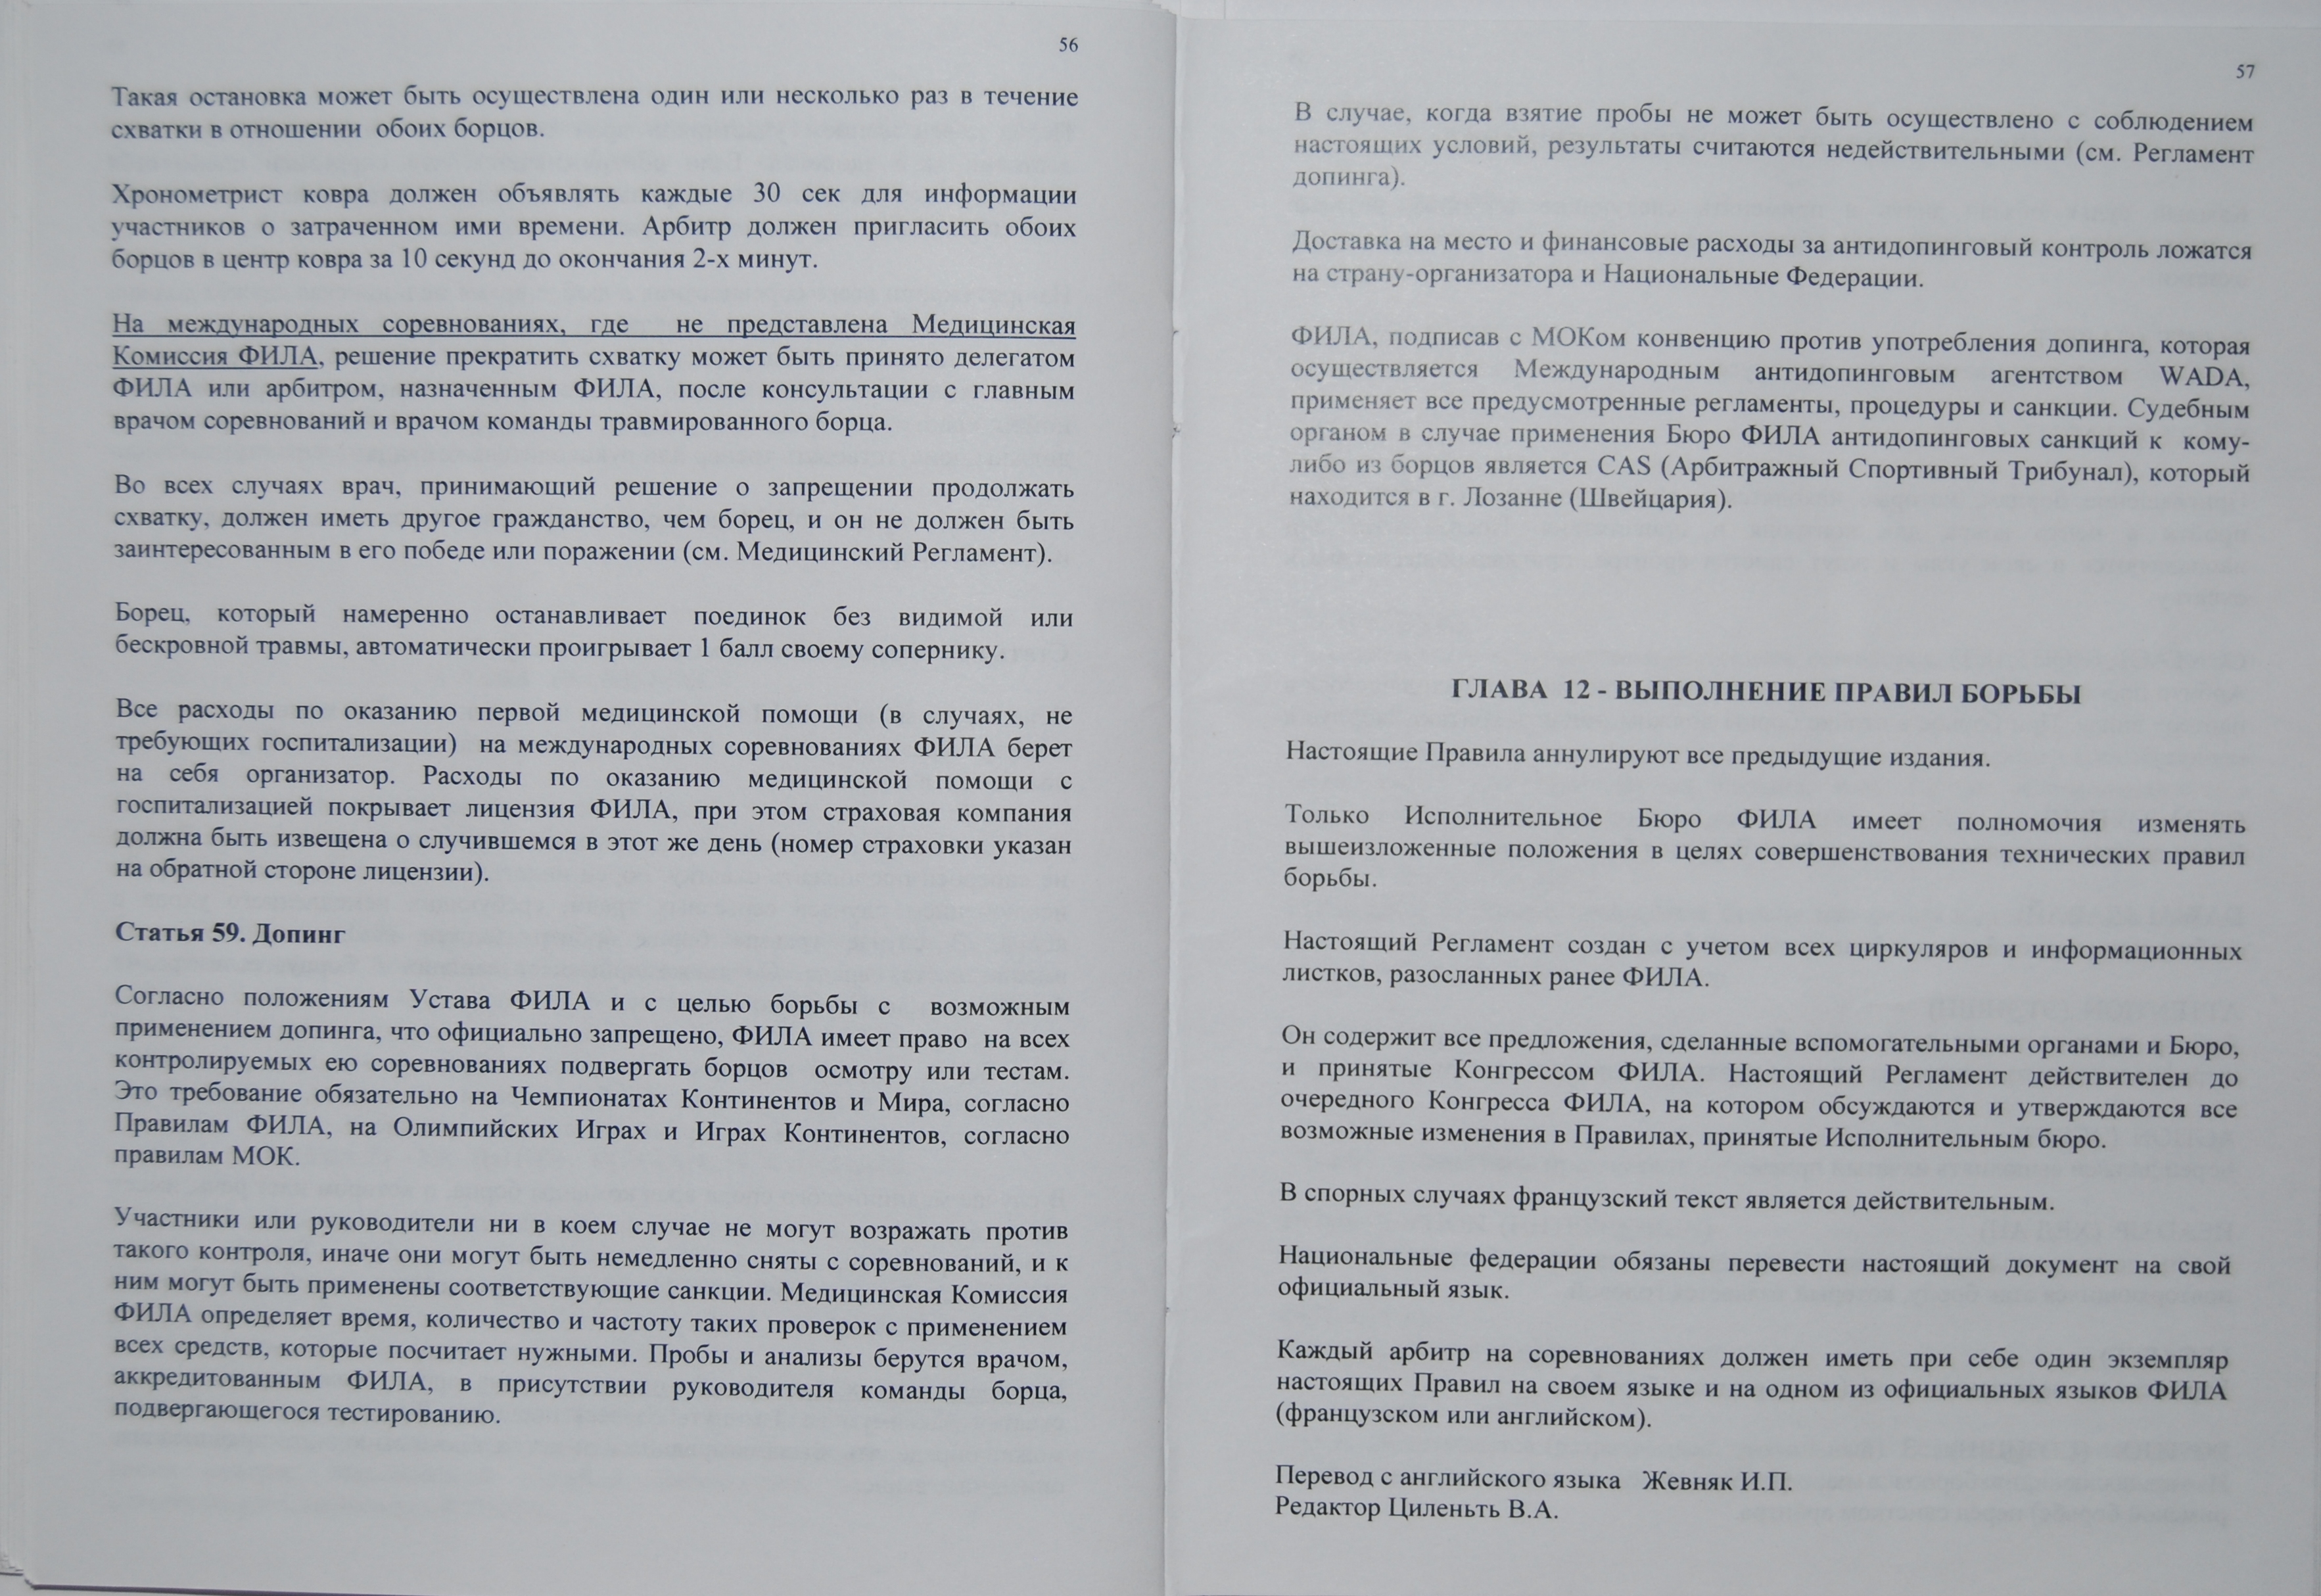 56
Такая остановка может быть осуществлена один или несколько раз в течение
схватки в отношении обоих борцов.
Хронометрист ковра должен объявлять каждые 30 сек для информации
участников о затраченном ими времени. Арбитр должен пригласить обоих
борцов в центр ковра за 10 секунд до окончания 2-х минут.
На международных соревнованиях, где не представлена Медицинская
Комиссия ФИЛА, решение прекратить схватку может быть принято делегатом
ФИЛА или арбитром, назначенным ФИЛА, после консультации с главным
врачом соревнований и врачом команды травмированного борца.
Во всех случаях врач, принимающий решение о запрещении продолжать
схватку, должен иметь другое гражданство, чем борец, и он не должен быть
заинтересованным в его победе или поражении (см. Медицинский Регламент).
Борец, который намеренно останавливает поединок без видимой или
бескровной травмы, автоматически проигрывает 1 балл своему сопернику.
Все расходы по оказанию первой медицинской помощи (в случаях, не
требующих госпитализации) на международных соревнованиях ФИЛА берет
на себя организатор. Расходы по оказанию медицинской помощи с
госпитализацией покрывает лицензия ФИЛА, при этом страховая компания
должна быть извещена о случившемся в этот же день (номер страховки указан
на обратной стороне лицензии).
Статья 59. Допинг
Согласно положениям Устава ФИЛА и с целью борьбы с возможным
применением допинга, что официально запрещено, ФИЛА имеет право на всех
контролируемых ею соревнованиях подвергать борцов осмотру или тестам.
Это требование обязательно на Чемпионатах Континентов и Мира, согласно
Правилам ФИЛА, на Олимпийских Играх и Играх Континентов, согласно
правилам МОК.
Участники или руководители ни в коем случае не могут возражать против
такого контроля, иначе они могут быть немедленно сняты с соревнований, и к
ним могут быть применены соответствующие санкции. Медицинская Комиссия
ФИЛА определяет время, количество и частоту таких проверок с применением
всех средств, которые посчитает нужными. Пробы и анализы берутся врачом,
аккредитованным ФИЛА, в присутствии руководителя команды борца,
подвергающегося тестированию.
57
В случае, когда взятие пробы не может быть осуществлено с соблюдением
настоящих условий, результаты считаются недействительными (см. Регламент
допинга).
Доставка на место и финансовые расходы за антидопинговый контроль ложатся
на страну-организатора и Национальные Федерации.
ФИЛА, подписав с МОКом конвенцию против употребления допинга, которая
осуществляется Международным антидопинговым агентством WADA,
применяет все предусмотренные регламенты, процедуры и санкции. Судебным
органом в случае применения Бюро ФИЛА антидопинговых санкций к кому-
либо из борцов является CAS (Арбитражный Спортивный Трибунал), который
находится в г. Лозанне (Швейцария).
ГЛАВА 12 - ВЫПОЛНЕНИЕ ПРАВИЛ БОРЬБЫ
Настоящие Правила аннулируют все предыдущие издания.
Только Исполнительное Бюро ФИЛА имеет полномочия изменять
вышеизложенные положения в целях совершенствования технических правил
борьбы.
Настоящий Регламент создан с учетом всех циркуляров и информационных
листков, разосланных ранее ФИЛА.
Он содержит все предложения, сделанные вспомогательными органами и Бюро,
и принятые Конгрессом ФИЛА. Настоящий Регламент действителен до
очередного Конгресса ФИЛА, на котором обсуждаются и утверждаются все
возможные изменения в Правилах, принятые Исполнительным бюро.
В спорных случаях французский текст является действительным.
Национальные федерации обязаны перевести настоящий документ на свой
официальный язык.
Каждый арбитр на соревнованиях должен иметь при себе один экземпляр
настоящих Правил на своем языке и на одном из официальных языков ФИЛА
(французском или английском).
Перевод с английского языка Жевняк И.П.
Редактор Циленьть В.А.